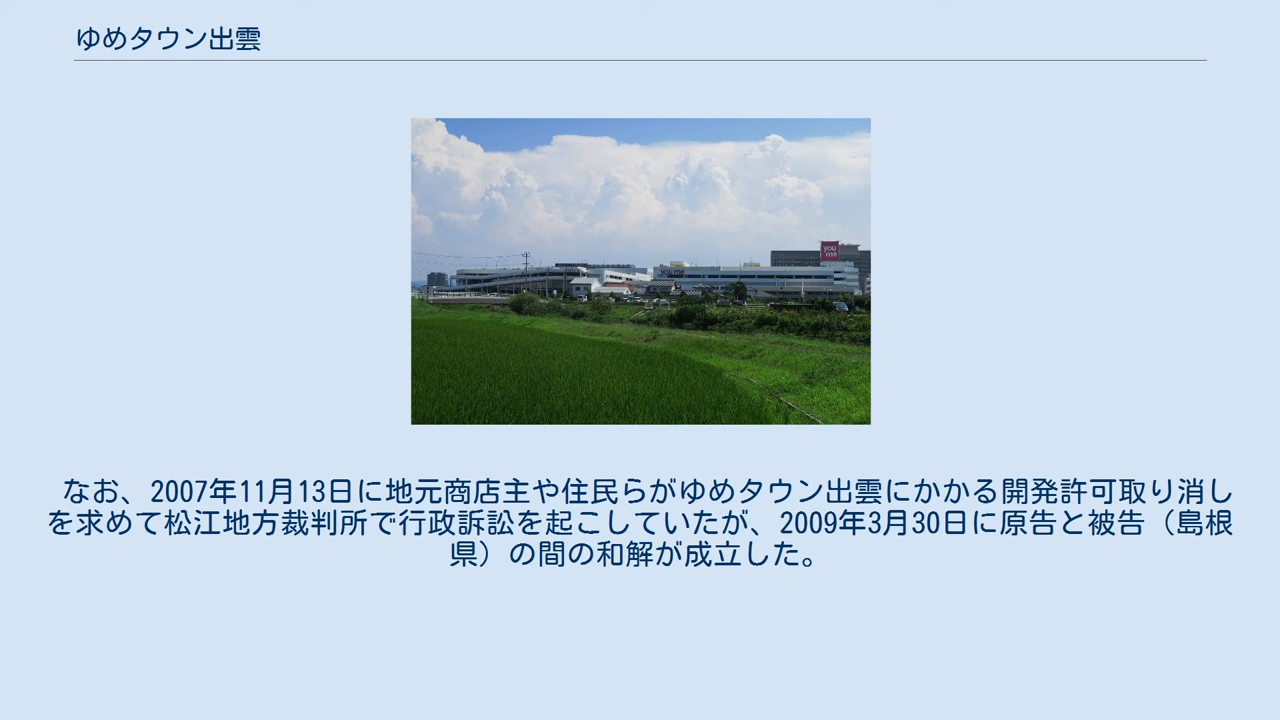 ゆめタウン出雲
you
me
youme
なお、2007年11月13日に地元商店主や住民らがゆめタウン出雲にかかる開発許可取り消し
を求めて松江地方裁判所で行政訴訟を起こしていたが、2009年3月30日に原告と被告（島根
県）の間の和解が成立した。